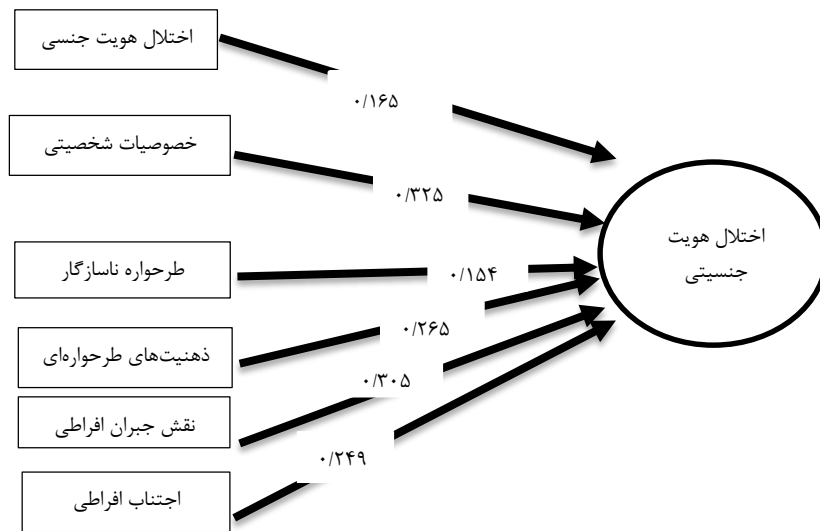 اختلال هویت جنسی
۰/۱۶۵
خصوصیات شخصیتی
۰/۳۲۵
اختلال هویت
جنسیتی
طرحواره ناسازگار
۰/۱۵۴
ذهنیت‌های طرحواره‌ای
۰/۲۶۵
۰/۳۰۵
نقش جبران افراطی
۰/۲۴۹
اجتناب افراطی